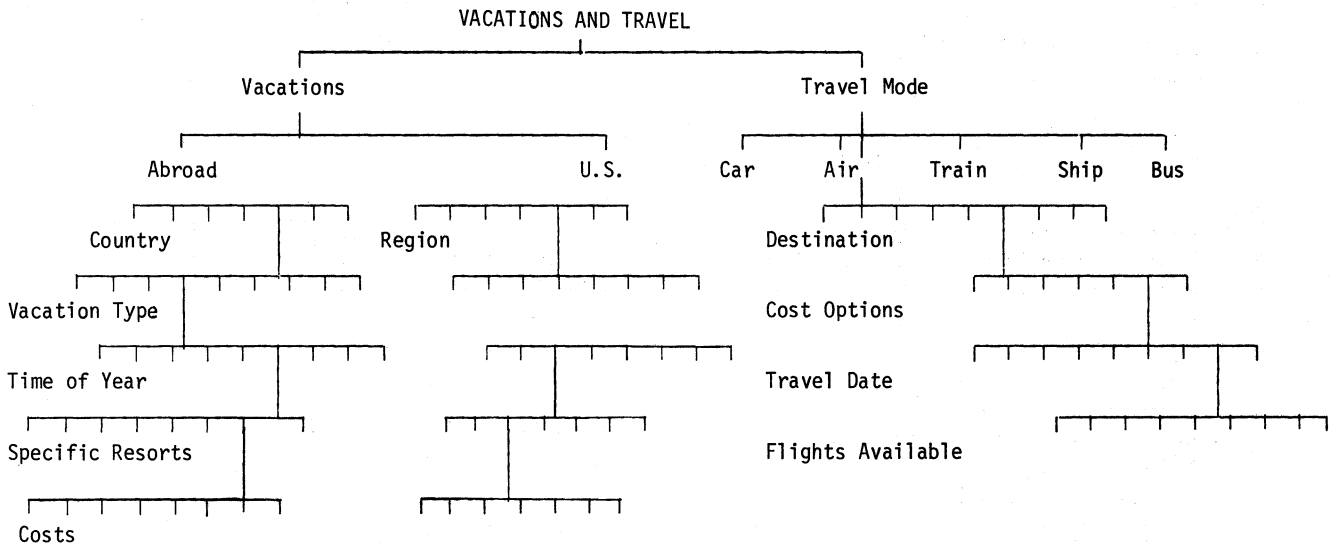 VACATIONS AND TRAVEL
Vacations Travel Mode
Abroad U.S. Car Air Train Ship Bus
Country Region Destination
Vacation Type Cost Options
Time of Year Travel Date
Specific Resorts Flights Available
Costs